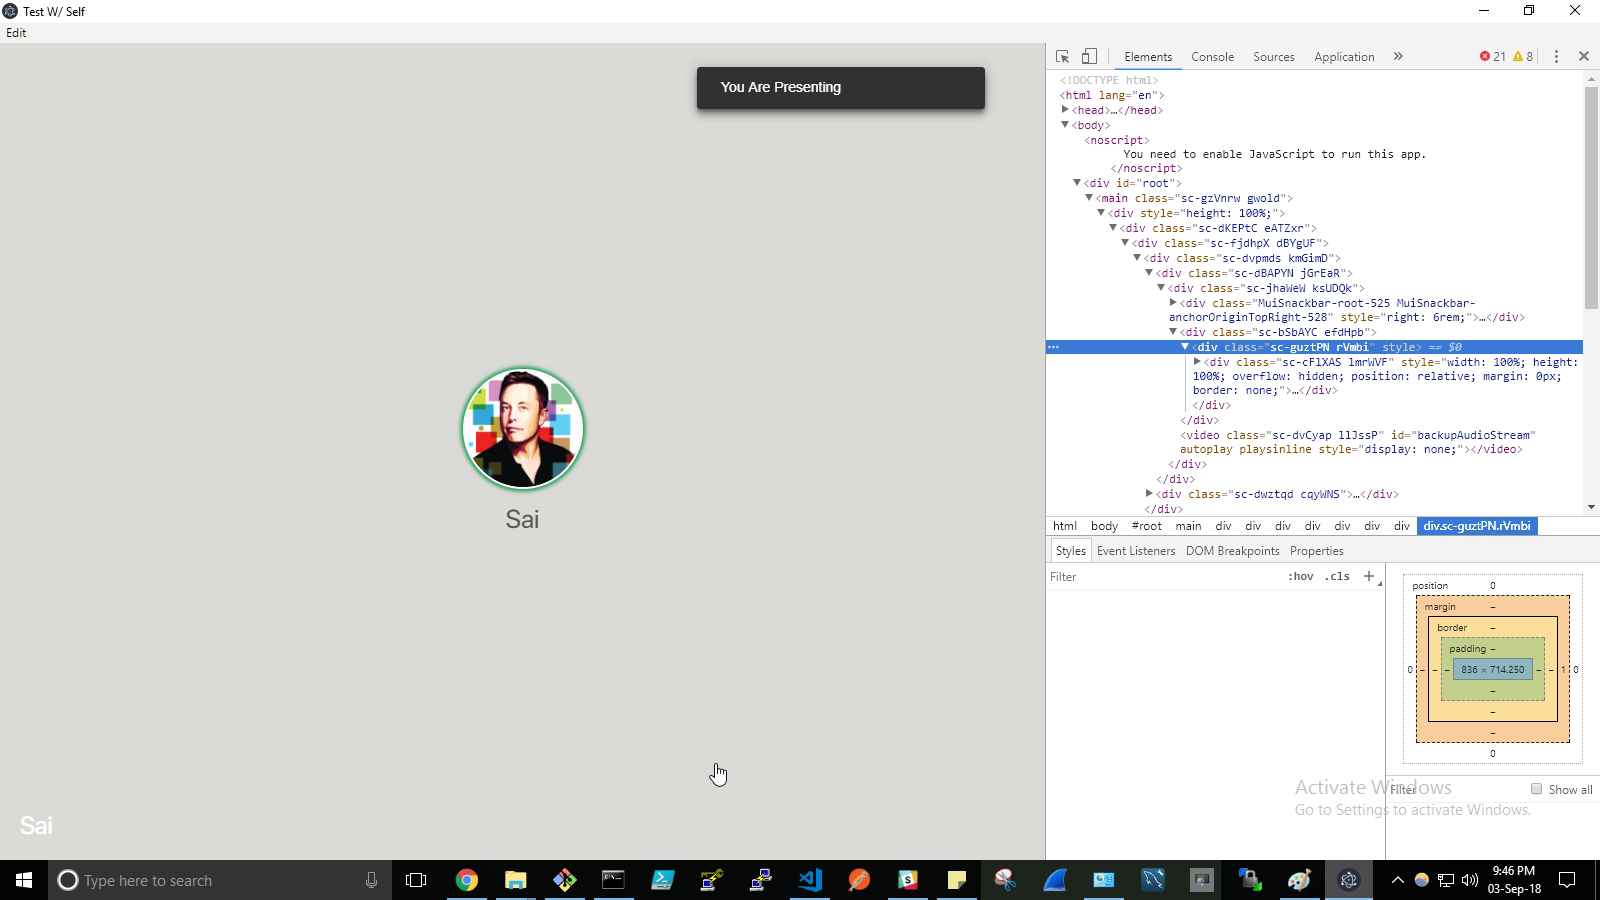 Test W/ Self
Edit
You Are Presenting
Sai
Sai
Elements Console Sources Application » 21 8
<!DOCTYPE html>
<html lang="en">
<head>…</head>
<body>
<noscript>
You need to enable JavaScript to run this app.
</noscript>
<div id="root">
<main class="sc-gzVnrw gwold">
<div style="height: 100%;">
<div class="sc-dKEPtC eATZxr">
<div class="sc-fjdhpX dBYgUF">
<div class="sc-dvpmds kmGimD">
<div class="sc-dBAPYN jGrEaR">
<div class="sc-jhaWeW ksUDQk">
<div class="MuiSnackbar-root-525 MuiSnackbar-
anchorOriginTopRight-528" style="right: 6rem;">…</div>
<div class="sc-bSbAYC efdHpb">
<div class="sc-guztPN rVmbi" style> == $0
<div class="sc-cFlXAS lmrWVF" style="width: 100%; height:
100%; overflow: hidden; position: relative; margin: 0px;
border: none;">…</div>
</div>
</div>
<video class="sc-dvCyap llJssP" id="backupAudioStream"
autoplay playsinline style="display: none;"></video>
</div>
</div>
<div class="sc-dwztqd cqyWNS">…</div>
</div>
html body #root main div div div div div div div div.sc-guztPN.rVmbi
Styles Event Listeners DOM Breakpoints Properties
Filter :hov .cls +
position 0
margin –
border –
padding –
0 – – – 836 × 714.250 – – 1 0
–
–
–
0
Filter Show all
Activate Windows
Go to Settings to activate Windows.
Type here to search
9:46 PM
03-Sep-18